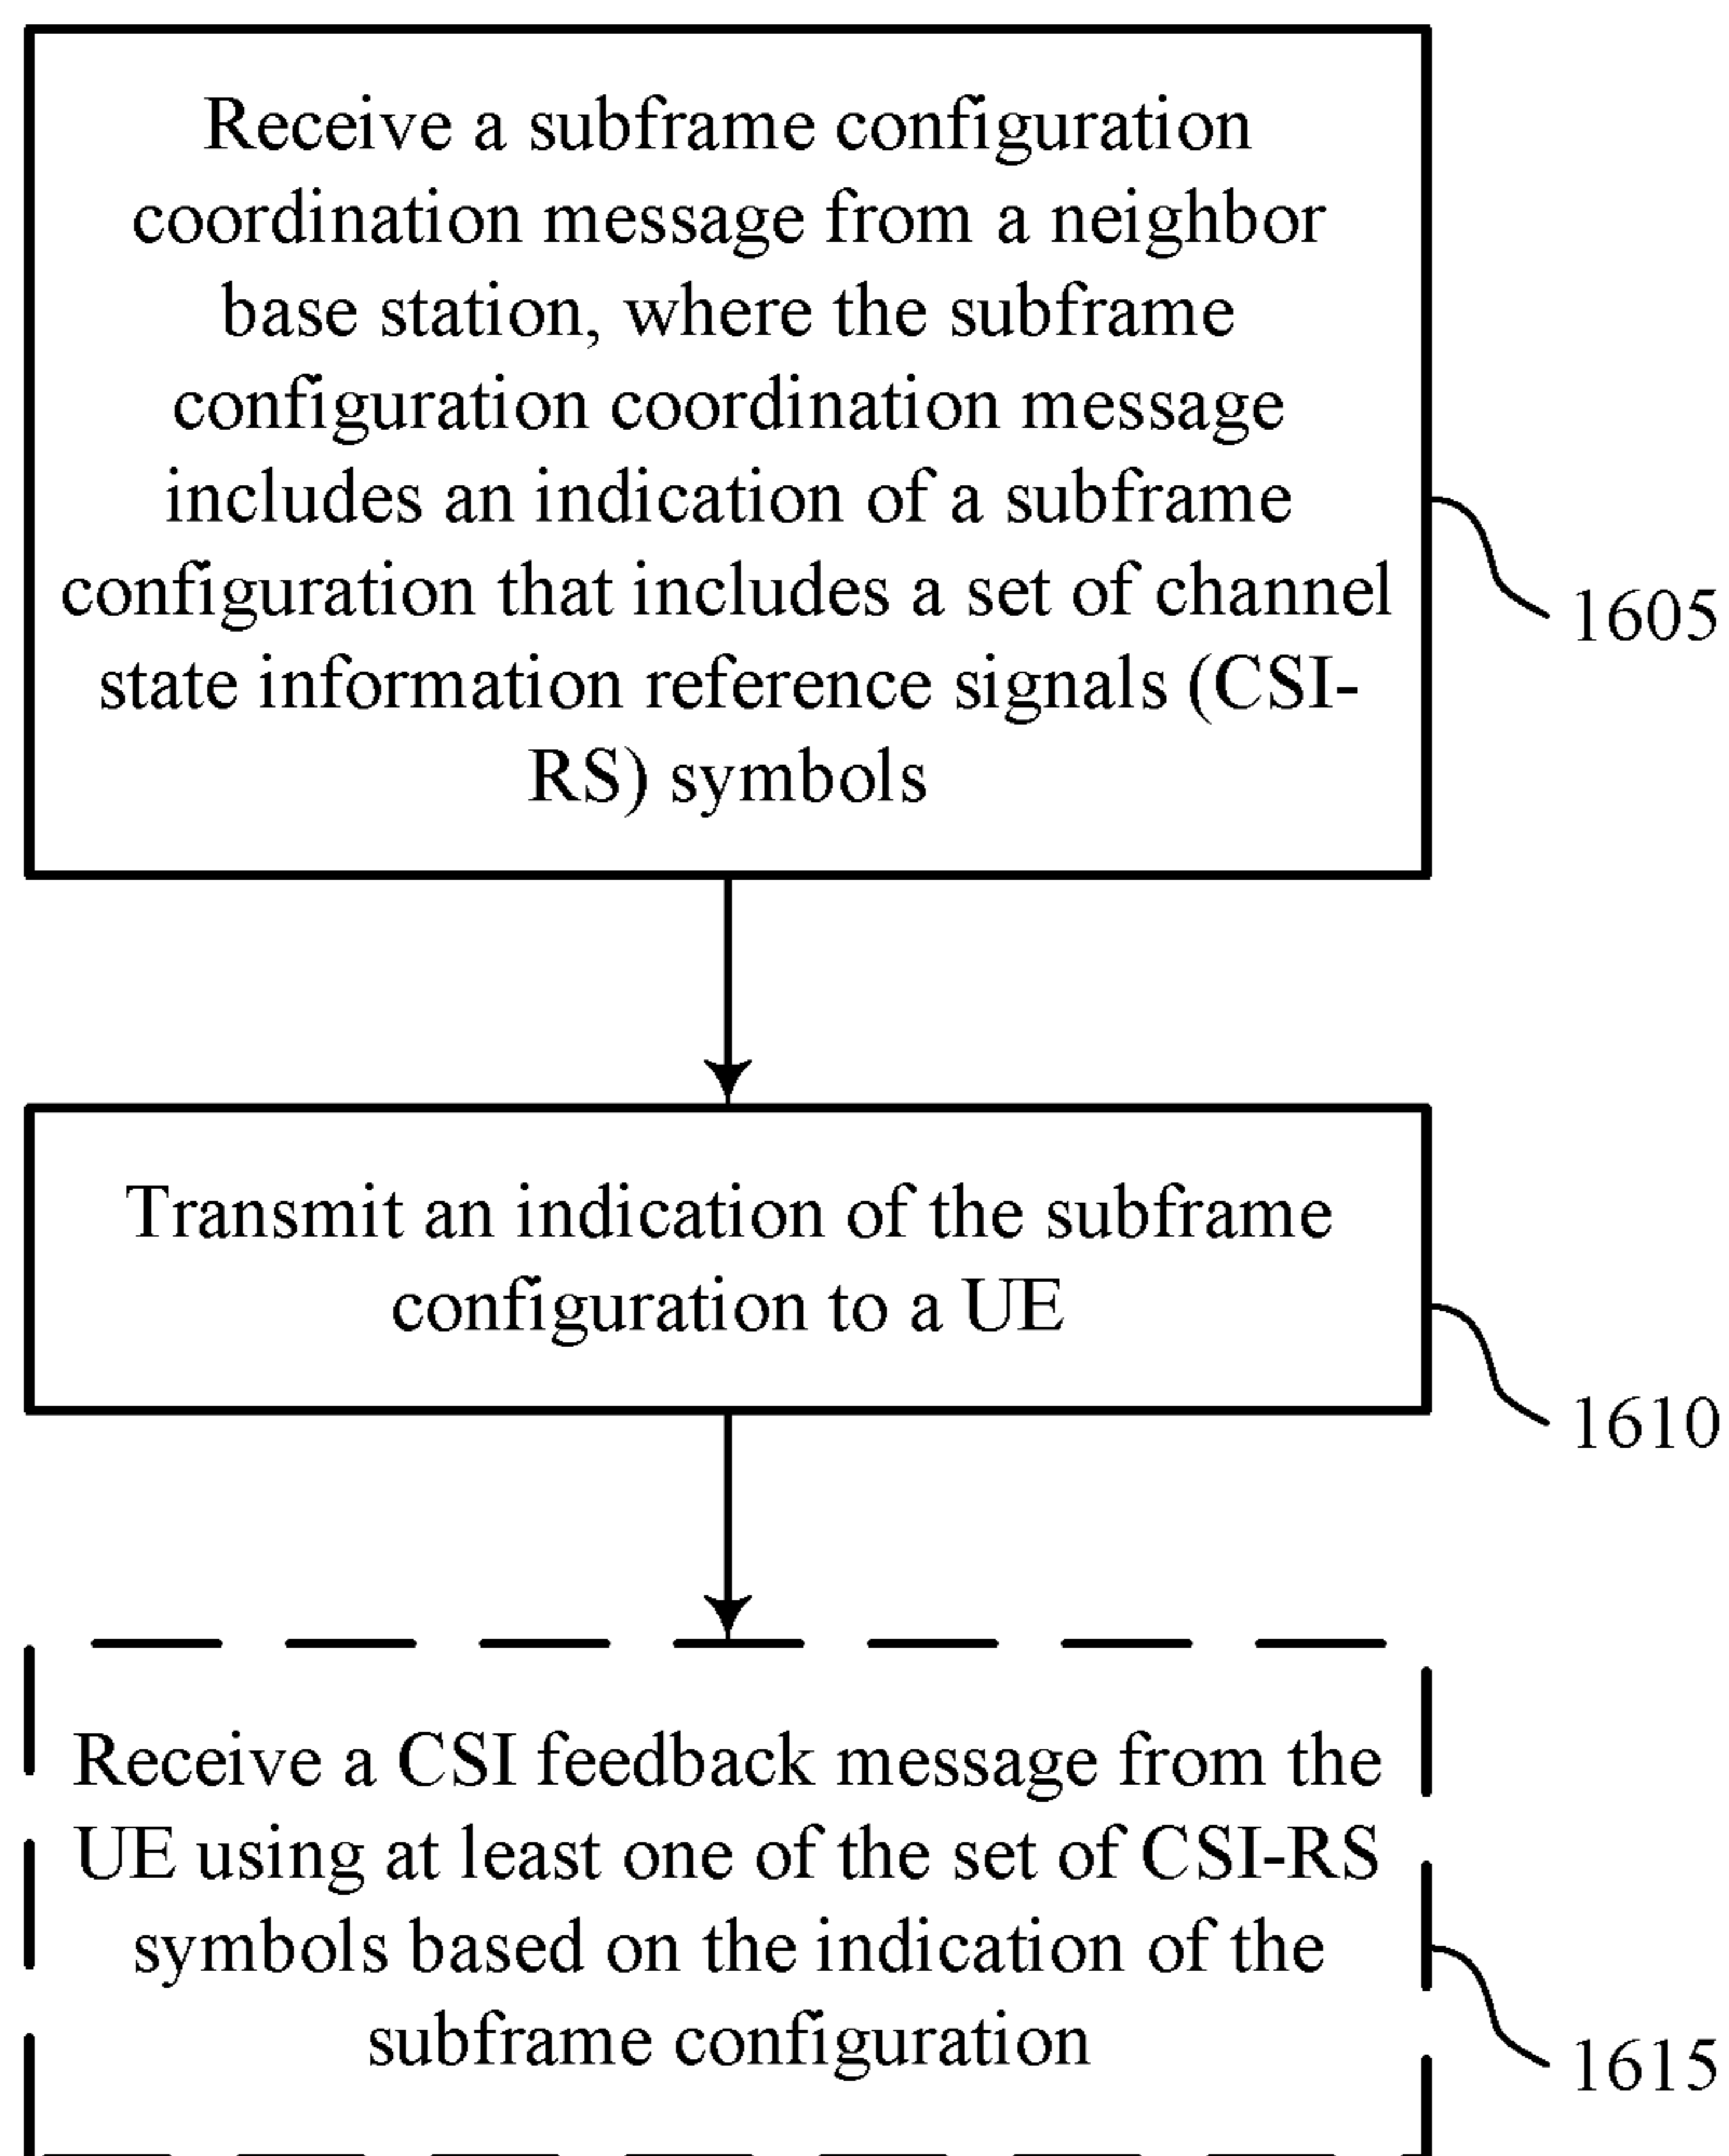 Receive a subframe configuration
coordination message from a neighbor
base station, where the subframe
configuration coordination message
includes an indication of a subframe
configuration that includes a set of channel
state information reference signals (CSI-
RS) symbols
1605
Transmit an indication of the subframe
configuration to a UE
1610
Receive a CSI feedback message from the
UE using at least one of the set of CSI-RS
symbols based on the indication of the
subframe configuration
1615